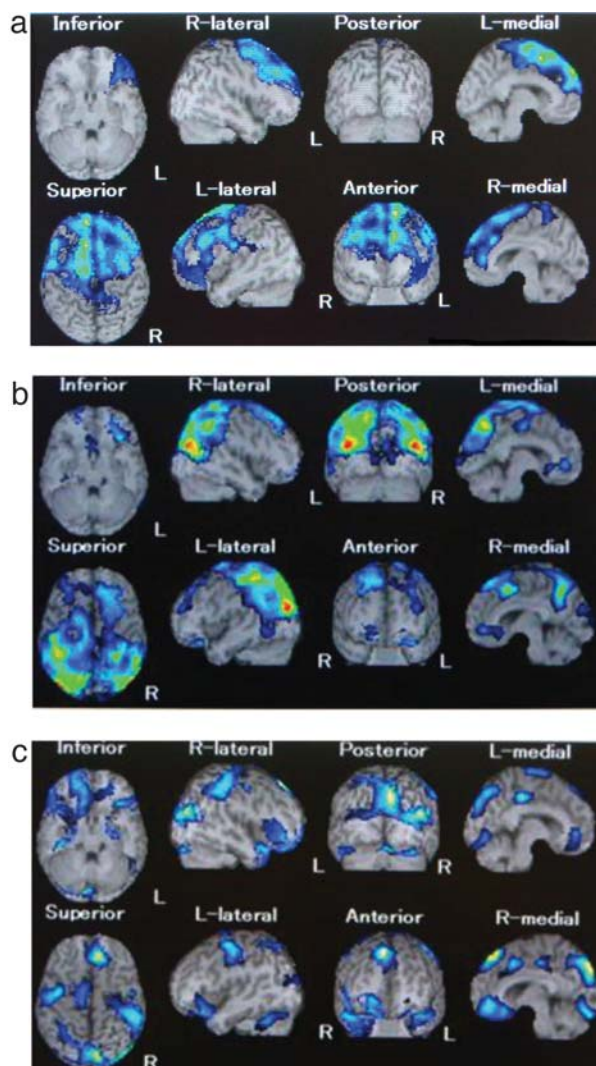 a
Inferior R-lateral Posterior L-medial
L L R
Superior L-lateral Anterior R-medial
R R L
b
Inferior R-lateral Posterior L-medial
L L R
Superior L-lateral Anterior R-medial
R R L
c
Inferior R-lateral Posterior L-medial
L L R
Superior L-lateral Anterior R-medial
R R L